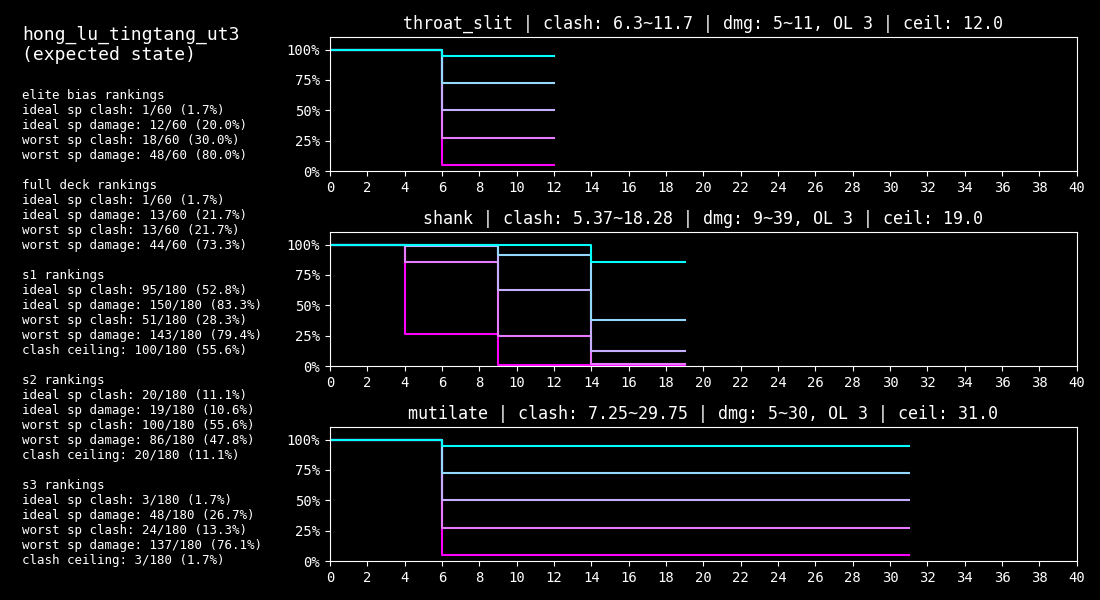 hong_lu_tingtang_ut3
(expected state)
elite bias rankings
ideal sp clash: 1/60 (1.7%)
ideal sp damage: 12/60 (20.0%)
worst sp clash: 18/60 (30.0%)
worst sp damage: 48/60 (80.0%)
full deck rankings
ideal sp clash: 1/60 (1.7%)
ideal sp damage: 13/60 (21.7%)
worst sp clash: 13/60 (21.7%)
worst sp damage: 44/60 (73.3%)
s1 rankings
ideal sp clash: 95/180 (52.8%)
ideal sp damage: 150/180 (83.3%)
worst sp clash: 51/180 (28.3%)
worst sp damage: 143/180 (79.4%)
clash ceiling: 100/180 (55.6%)
s2 rankings
ideal sp clash: 20/180 (11.1%)
ideal sp damage: 19/180 (10.6%)
worst sp clash: 100/180 (55.6%)
worst sp damage: 86/180 (47.8%)
clash ceiling: 20/180 (11.1%)
s3 rankings
ideal sp clash: 3/180 (1.7%)
ideal sp damage: 48/180 (26.7%)
worst sp clash: 24/180 (13.3%)
worst sp damage: 137/180 (76.1%)
clash ceiling: 3/180 (1.7%)
throat_slit | clash: 6.3~11.7 | dmg: 5~11, OL 3 | ceil: 12.0
100%
75%
50%
25%
0%
0 2 4 6 8 10 12 14 16 18 20 22 24 26 28 30 32 34 36 38 40
shank | clash: 5.37~18.28 | dmg: 9~39, OL 3 | ceil: 19.0
100%
75%
50%
25%
0%
0 2 4 6 8 10 12 14 16 18 20 22 24 26 28 30 32 34 36 38 40
mutilate | clash: 7.25~29.75 | dmg: 5~30, OL 3 | ceil: 31.0
100%
75%
50%
25%
0%
0 2 4 6 8 10 12 14 16 18 20 22 24 26 28 30 32 34 36 38 40